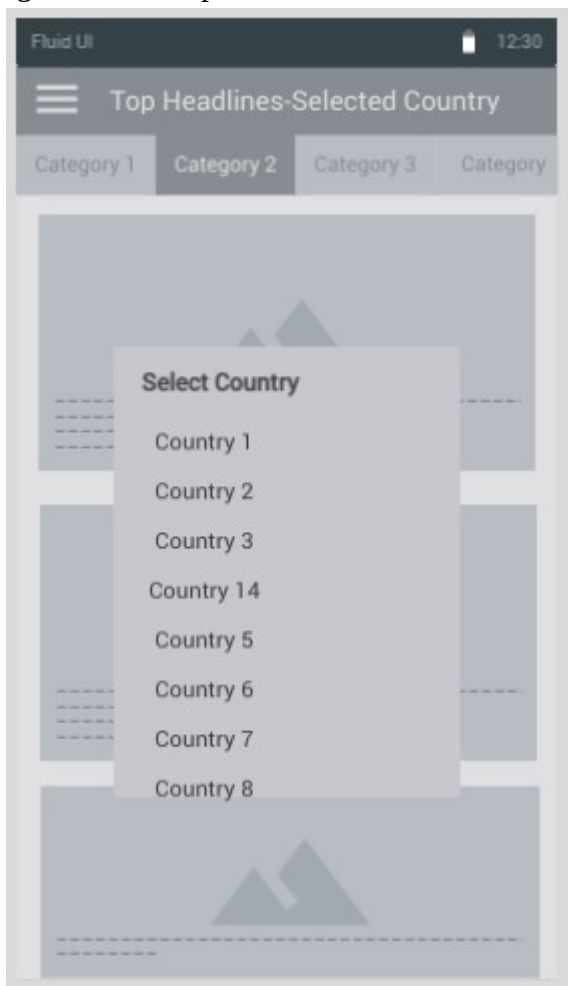 Fluid UI 12:30
Top Headlines-Selected Country
Category 1 Category 2 Category 3 Category
Select Country
Country 1
Country 2
Country 3
Country 14
Country 5
Country 6
Country 7
Country 8